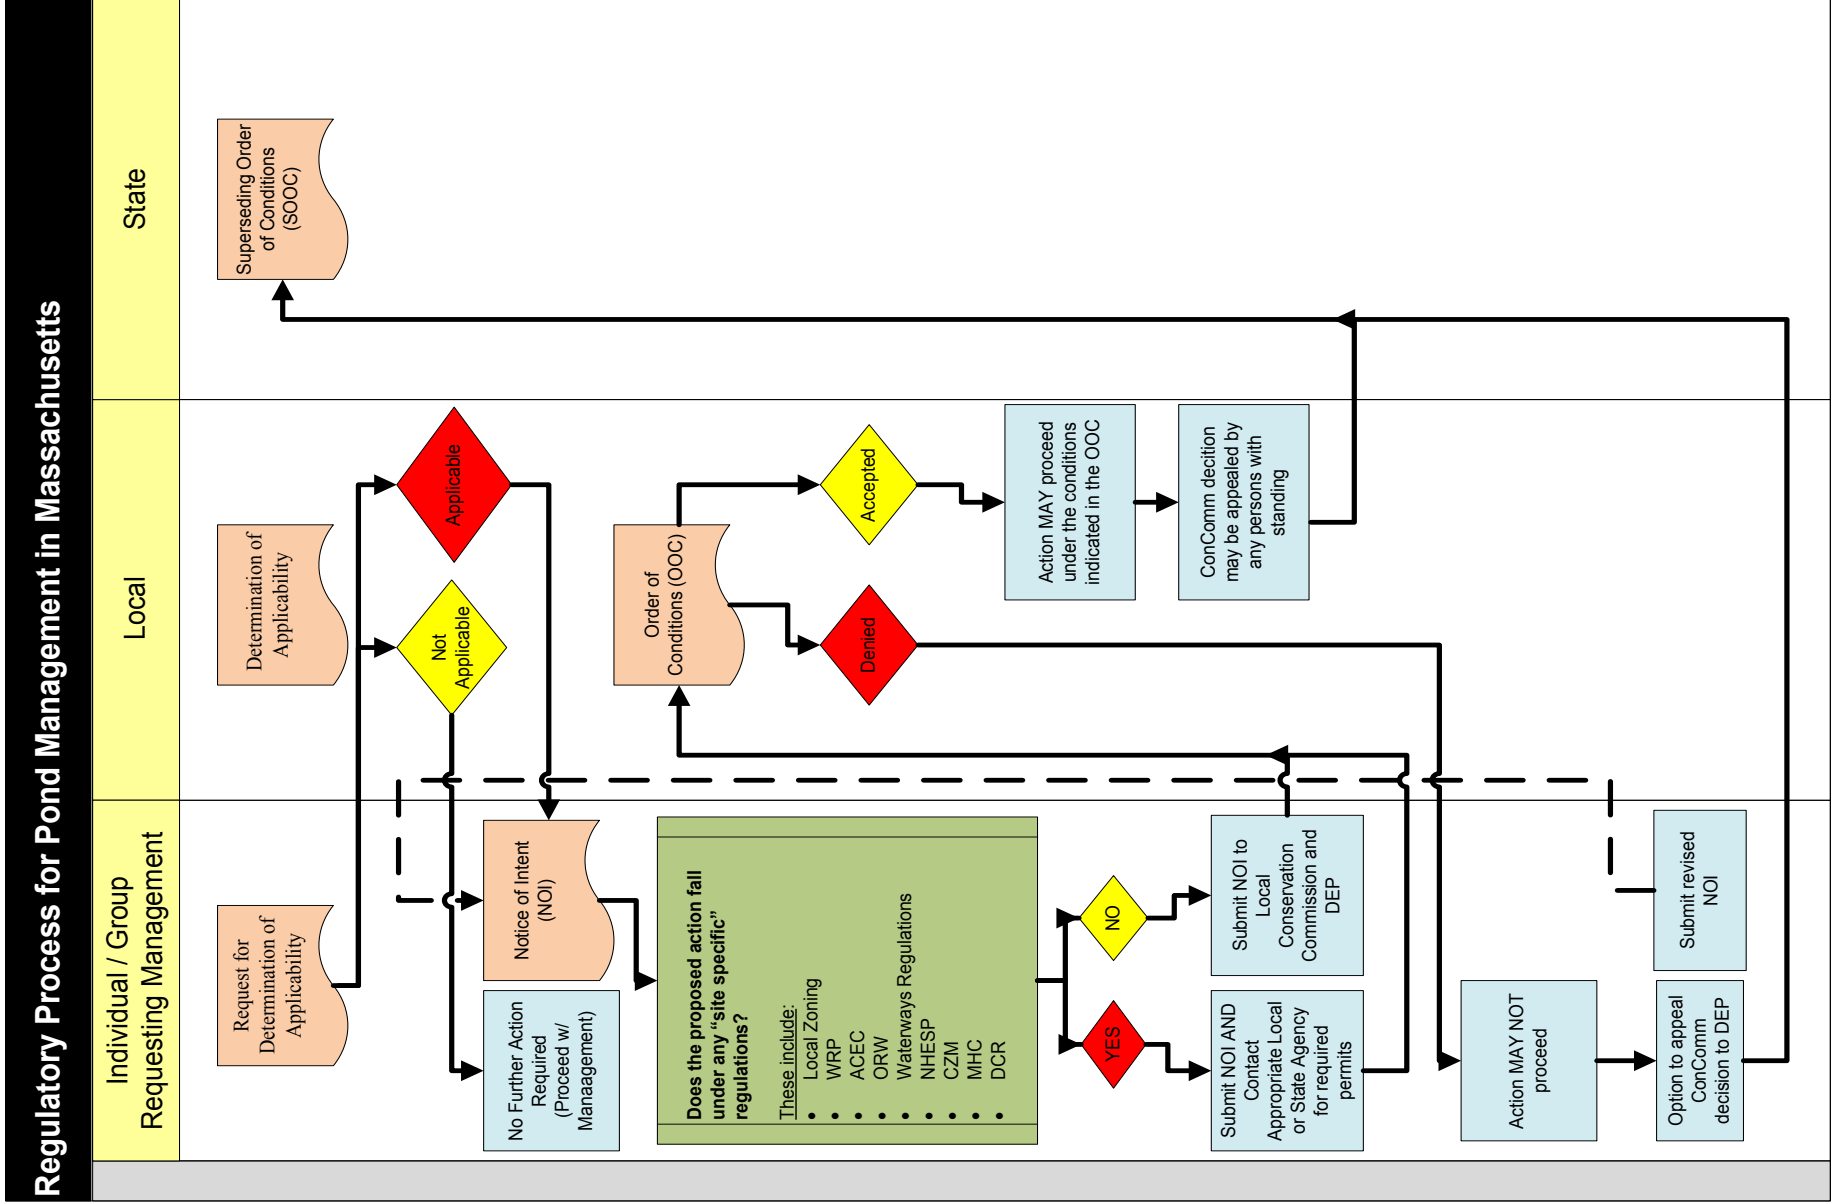 Regulatory Process for Pond Management in Massachusetts
Individual / Group
Requesting Management
Local
State
Request for
Determination of
Applicability
Determination of
Applicability
Superseding Order
of Conditions
(SOOC)
Not
Applicable
Applicable
No Further Action
Required
(Proceed w/
Manaagement)
Notice of Intent
(NOI)
Does the proposed action fall
under any “site specific”
regulations?
These include:
• Local Zoning
• WRP
• ACEC
• ORW
• Waterways Regulations
• NHESP
• CZM
• MHC
• DCR
Order of
Conditions (OOC)
Denied
Accepted
YES
NO
Action MAY proceed
under the conditions
indicated in the OOC
Submit NOI AND
Contact
Appropriate Local
or State Agency
for required
permits
Submit NOI to
Local
Conservation
Commission and
DEP
ConComm decition
may be appealed by
any persons with
standing
Action MAY NOT
proceed
Option to appeal
ConComm
decision to DEP
Submit revised
NOI